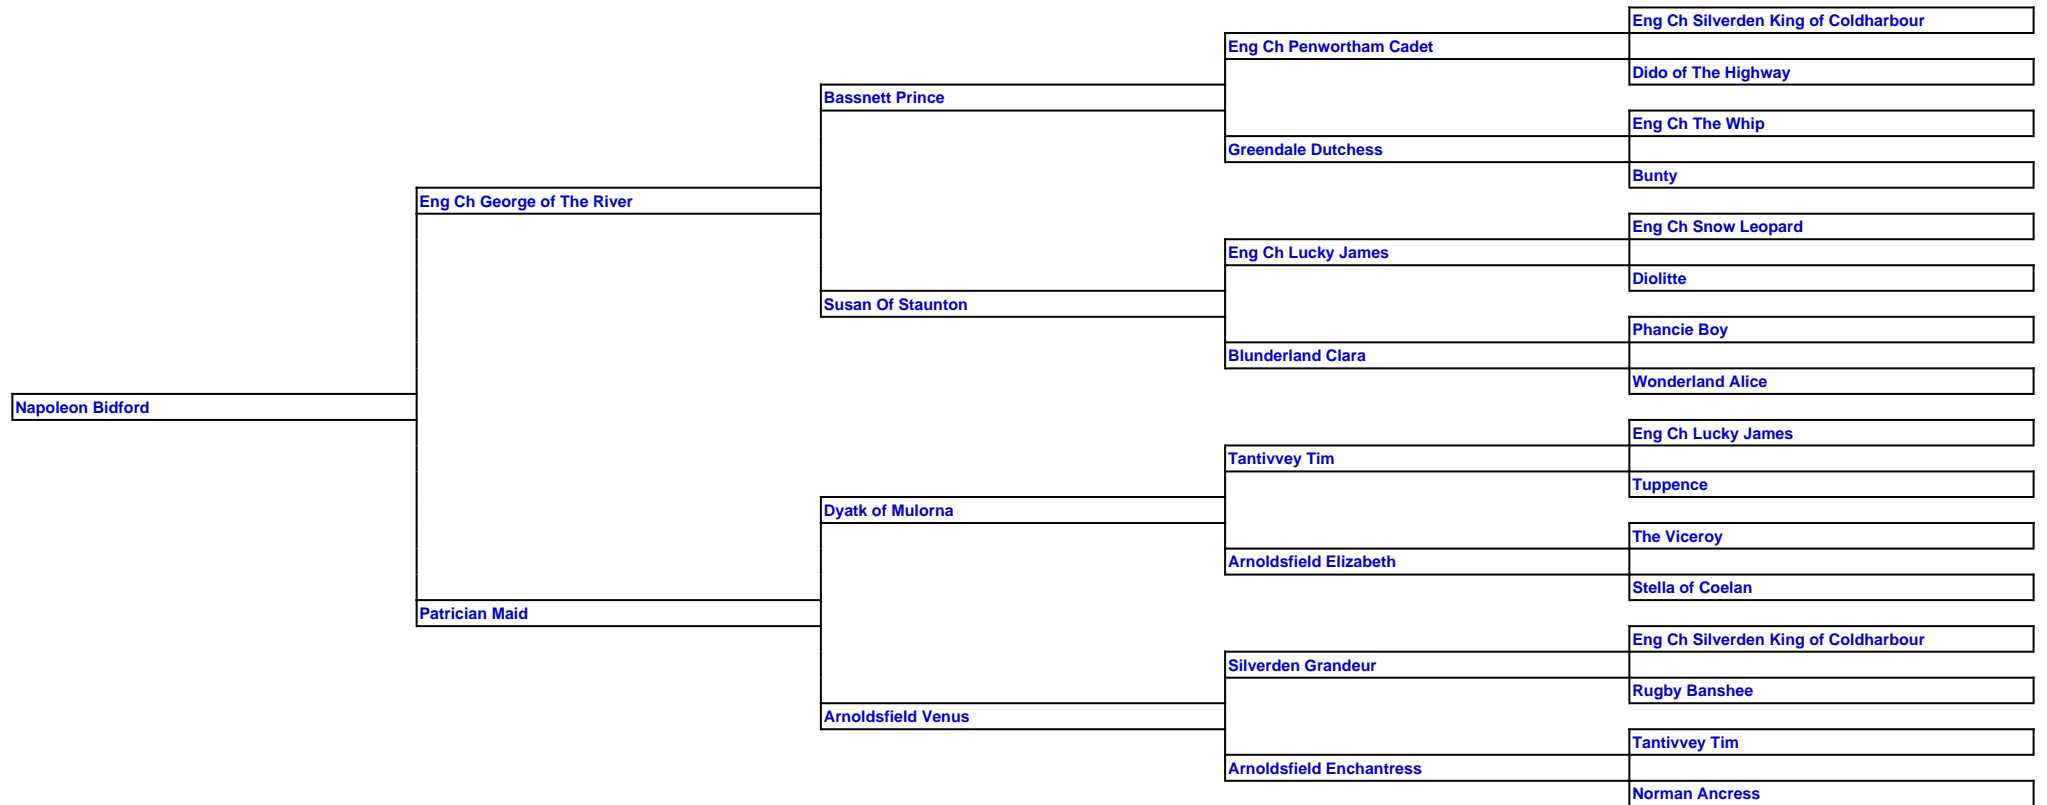 Eng Ch Silverden King of Coldharbour
Eng Ch Penwortham Cadet
Dido of The Highway
Bassnett Prince
Eng Ch The Whip
Greendale Dutchess
Bunty
Eng Ch George of The River
Eng Ch Snow Leopard
Eng Ch Lucky James
Diolitte
Susan Of Staunton
Phancie Boy
Blunderland Clara
Wonderland Alice
Napoleon Bidford
Eng Ch Lucky James
Tantivvey Tim
Tuppence
Dyatk of Mulorna
The Viceroy
Arnoldsfield Elizabeth
Stella of Coelan
Patrician Maid
Eng Ch Silverden King of Coldharbour
Silverden Grandeur
Rugby Banshee
Arnoldsfield Venus
Tantivvey Tim
Arnoldsfield Enchantress
Norman Ancress